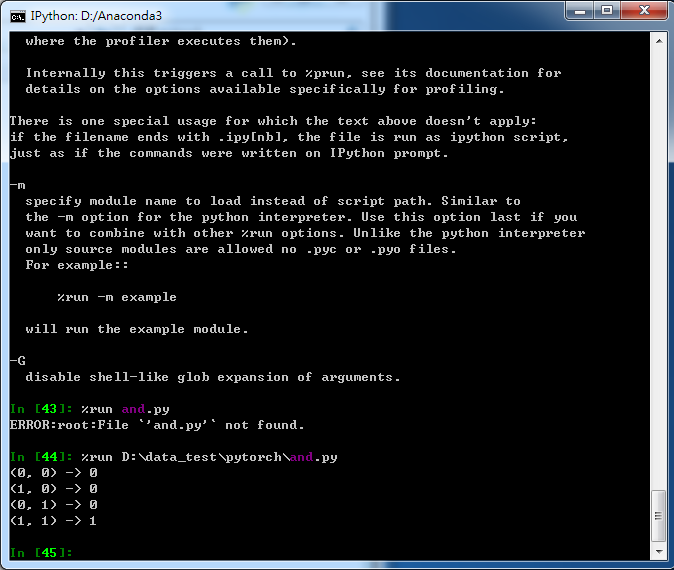 IPython: D:/Anaconda3
where the profiler executes them).
Internally this triggers a call to %prun, see its documentation for
details on the options available specifically for profiling.
There is one special usage for which the text above doesn't apply:
if the filename ends with .ipy[nb], the file is run as ipython script,
just as if the commands were written on IPython prompt.
-m
specify module name to load instead of script path. Similar to
the -m option for the python interpreter. Use this option last if you
want to combine with other %run options. Unlike the python interpreter
only source modules are allowed no .pyc or .pyo files.
For example::
%run -m example
will run the example module.
-G
disable shell-like glob expansion of arguments.
In [43]: %run and.py
ERROR:root:File `'and.py'` not found.
In [44]: %run D:\data_test\pytorch\and.py
(0, 0) -> 0
(1, 0) -> 0
(0, 1) -> 0
(1, 1) -> 1
In [45]: